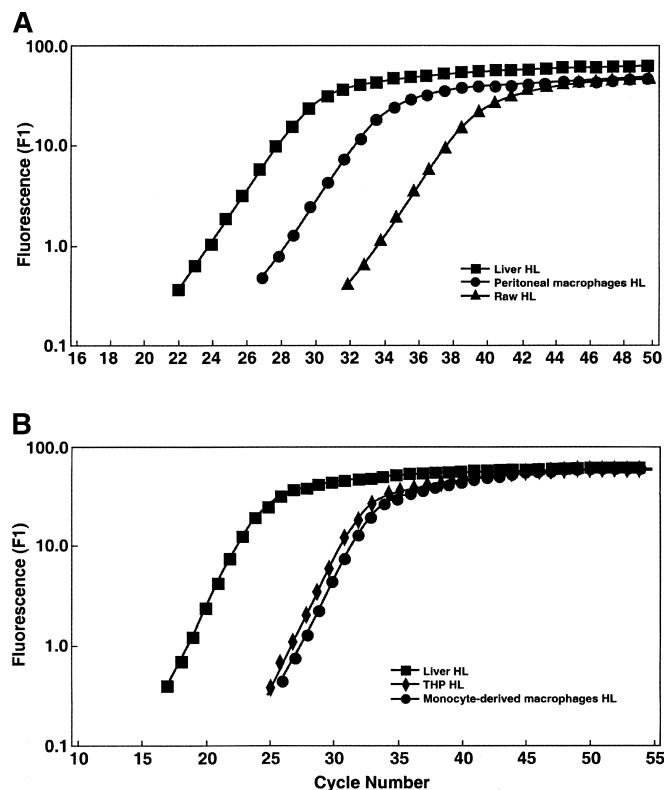 A
100.0
10.0
1.0
0.1
Fluorescence (F1)
Liver HL
Peritoneal macrophages HL
Raw HL
16 18 20 22 24 26 28 30 32 34 36 38 40 42 44 46 48 50
B
100.0
10.0
1.0
0.1
Fluorescence (F1)
Liver HL
THP HL
Monocyte-derived macrophages HL
10 15 20 25 30 35 40 45 50 55
Cycle Number